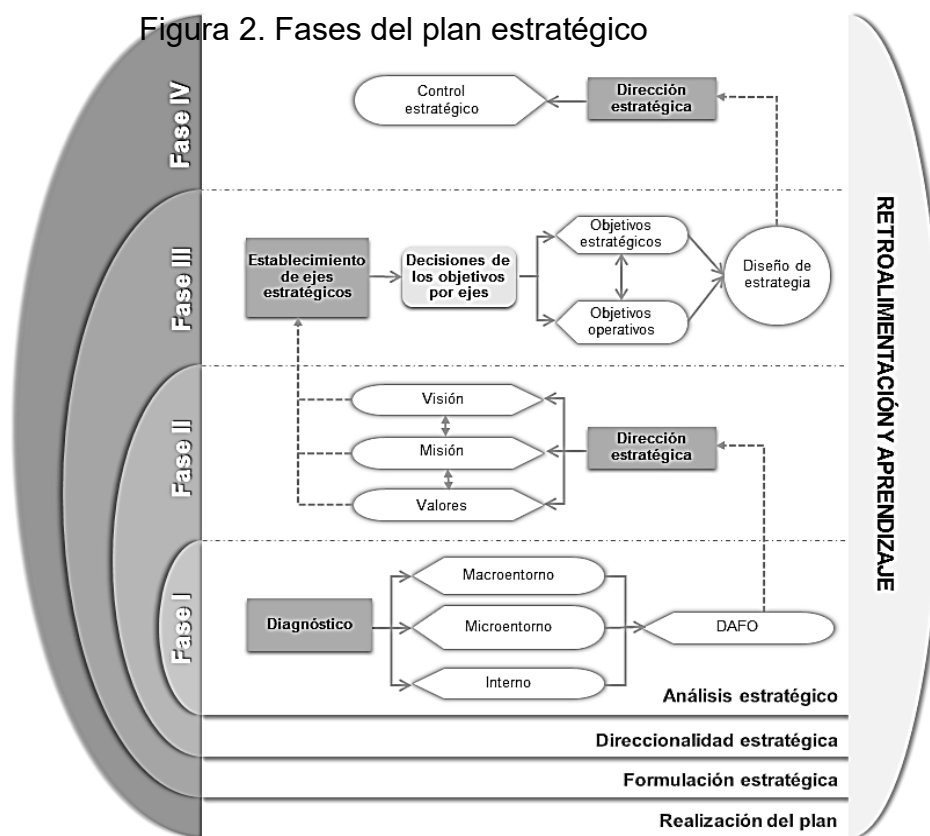 Figura 2. Fases del plan estratégico
Fase IV
Control
estratégico
Dirección
estratégica
Fase III
Establecimiento
de ejes
estratégicos
Decisiones de
los objetivos
por ejes
Objetivos
estratégicos
Objetivos
operativos
Diseño de
estrategia
Fase II
Visión
Misión
Valores
Dirección
estratégica
Fase I
Diagnóstico
Macroentorno
Microentorno
Interno
DAFO
Análisis estratégico
Direccionalidad estratégica
Formulación estratégica
Realización del plan
RETROALIMENTACIÓN Y APRENDIZAJE